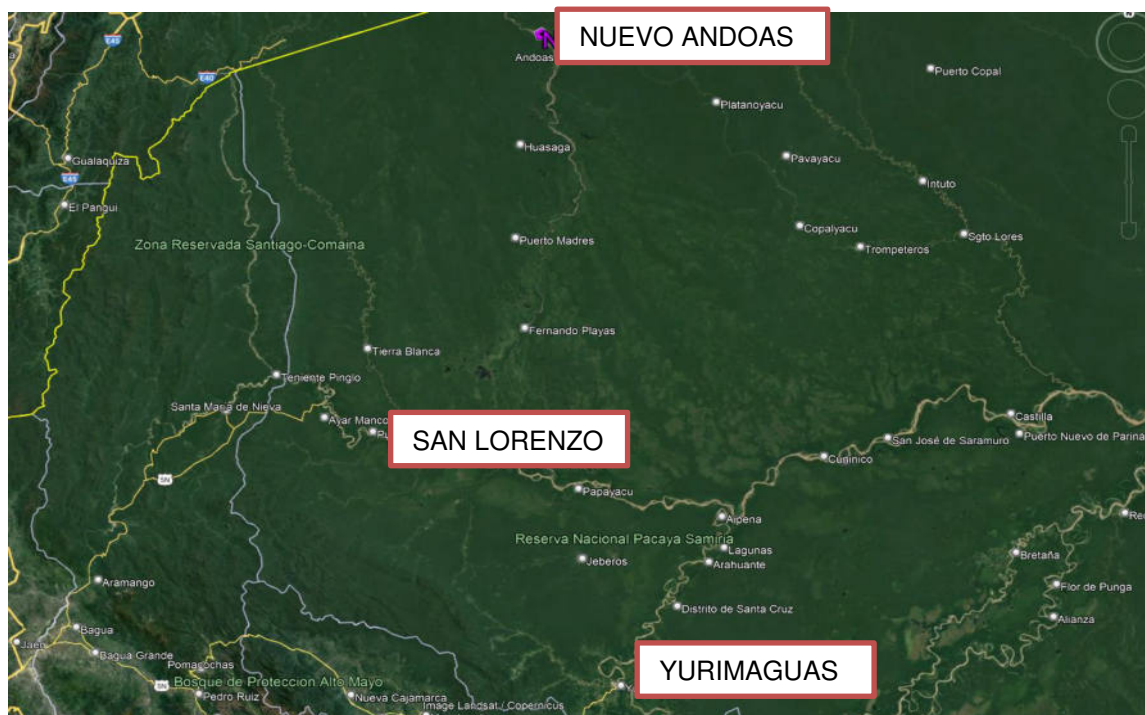 NUEVO ANDOAS
N
Andoas
Puerto Copal
E45
E40
Platanoyacu
Gualaquiza
Huasaga
Pavayacu
E45
Intuto
El Pangui
Zona Reservada Santiago-Comaina
Puerto Madres
Copalyacu
Trompeteros
Sgto Lores
Fernando Playas
Tierra Blanca
Teniente Pinglo
Santa Maria de Nieva
Ayar Manco
SAN LORENZO
Castilla
San José de Saramuro
Puerto Nuevo de Parina
Cuninico
5N
Papayacu
Aipena
Reserva Nacional Pacaya Samiria
Lagunas
Jeberos
Arahuante
Bretaña
Aramango
Flor de Punga
Distrito de Santa Cruz
Alianza
Bagua
Jaén
Bagua Grande
Pomacochas
YURIMAGUAS
Bosque de Protección Alto Mayo
5N
Pedro Ruiz
Nueva Cajamarca
Image Landsat / Copernicus